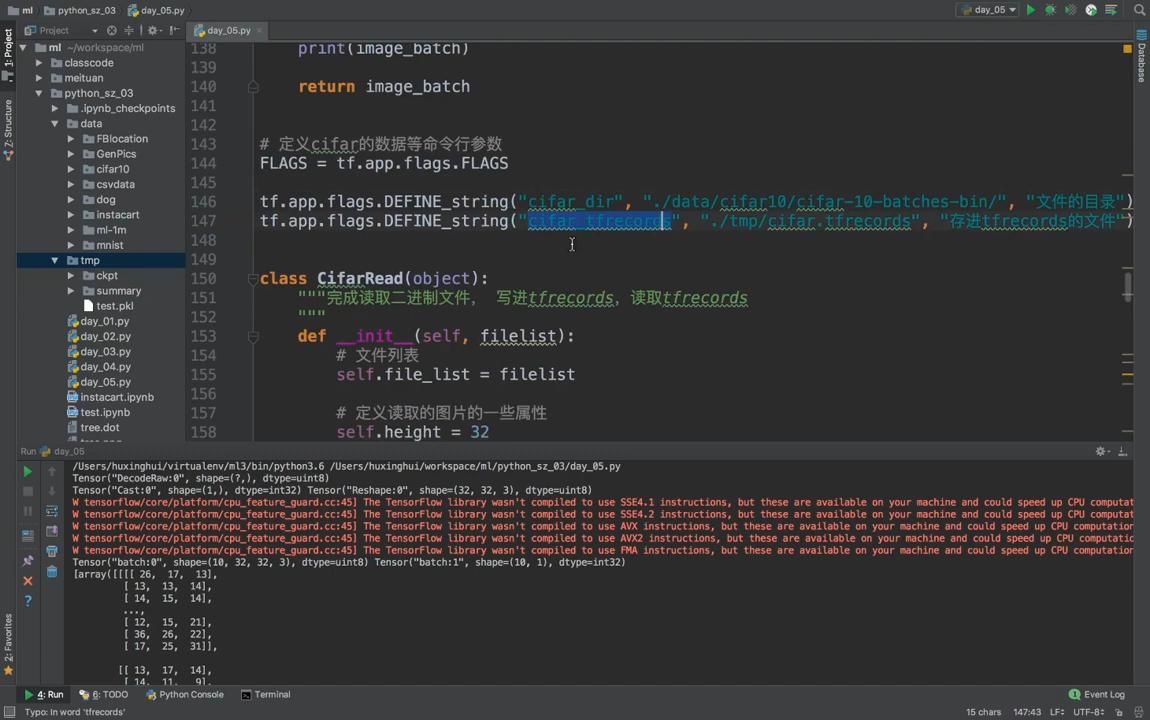 ml python_sz_03 day_05.py
day_05
Project
day_05.py
1: Project
Z: Structure
2: Favorites
Database
ml ~/workspace/ml
classcode
meituan
python_sz_03
.ipynb_checkpoints
data
FBlocation
GenPics
cifar10
csvdata
dog
instacart
ml-1m
mnist
tmp
ckpt
summary
test.pkl
day_01.py
day_02.py
day_03.py
day_04.py
day_05.py
instacart.ipynb
test.ipynb
tree.dot
138 print(image_batch)
139
140 return image_batch
141
142
143 # 定义cifar的数据等命令行参数
144 FLAGS = tf.app.flags.FLAGS
145
146 tf.app.flags.DEFINE_string("cifar_dir", "./data/cifar10/cifar-10-batches-bin/", "文件的目录")
147 tf.app.flags.DEFINE_string("cifar_tfrecords", "./tmp/cifar.tfrecords", "存进tfrecords的文件")
148
149
150 class CifarRead(object):
151 """完成读取二进制文件， 写进tfrecords，读取tfrecords
152 """
153 def __init__(self, filelist):
154 # 文件列表
155 self.file_list = filelist
156
157 # 定义读取的图片的一些属性
158 self.height = 32
Run day_05
/Users/huxinghui/virtualenv/ml3/bin/python3.6 /Users/huxinghui/workspace/ml/python_sz_03/day_05.py
Tensor("DecodeRaw:0", shape=(?,), dtype=uint8)
Tensor("Cast:0", shape=(1,), dtype=int32) Tensor("Reshape:0", shape=(32, 32, 3), dtype=uint8)
W tensorflow/core/platform/cpu_feature_guard.cc:45] The TensorFlow library wasn't compiled to use SSE4.1 instructions, but these are available on your machine and could speed up CPU computat
W tensorflow/core/platform/cpu_feature_guard.cc:45] The TensorFlow library wasn't compiled to use SSE4.2 instructions, but these are available on your machine and could speed up CPU computat
W tensorflow/core/platform/cpu_feature_guard.cc:45] The TensorFlow library wasn't compiled to use AVX instructions, but these are available on your machine and could speed up CPU computation
W tensorflow/core/platform/cpu_feature_guard.cc:45] The TensorFlow library wasn't compiled to use AVX2 instructions, but these are available on your machine and could speed up CPU computation
W tensorflow/core/platform/cpu_feature_guard.cc:45] The TensorFlow library wasn't compiled to use FMA instructions, but these are available on your machine and could speed up CPU computation
Tensor("batch:0", shape=(10, 32, 32, 3), dtype=uint8) Tensor("batch:1", shape=(10, 1), dtype=int32)
[array([[[[ 26, 17, 13],
[ 13, 13, 14],
[ 14, 15, 14],
...,
[ 12, 15, 21],
[ 36, 26, 22],
[ 17, 25, 31]],
[[ 13, 17, 14],
[ 14, 11, 9],
4: Run 6: TODO Python Console Terminal Event Log
Typo: In word 'tfrecords' 15 chars 147:43 LF÷ UTF-8÷